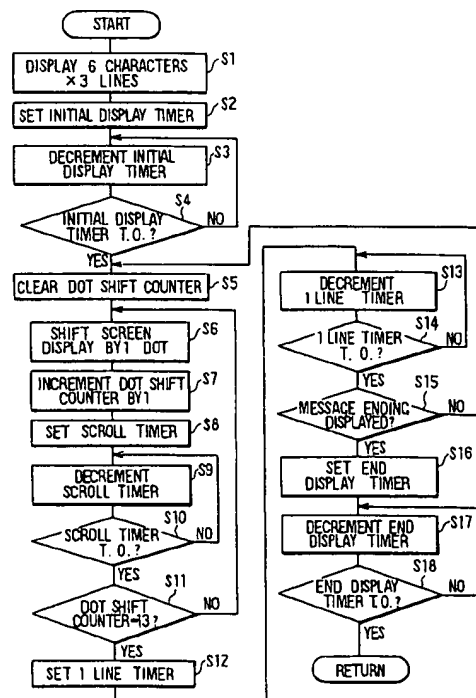 START
DISPLAY 6 CHARACTERS
× 3 LINES
S1
SET INITIAL DISPLAY TIMER
S2
DECREMENT INITIAL
DISPLAY TIMER
S3
INITIAL DISPLAY
TIMER T.O.?
S4
NO
YES
CLEAR DOT SHIFT COUNTER
S5
SHIFT SCREEN
DISPLAY BY 1 DOT
S6
INCREMENT DOT SHIFT
COUNTER BY 1
S7
SET SCROLL TIMER
S8
DECREMENT
SCROLL TIMER
S9
SCROLL TIMER
T.O.?
S10
NO
YES
DOT SHIFT
COUNTER=13?
S11
NO
YES
SET 1 LINE TIMER
S12
DECREMENT
1 LINE TIMER
S13
1 LINE TIMER
T.O.?
S14
NO
YES
MESSAGE ENDING
DISPLAYED?
S15
NO
YES
SET END
DISPLAY TIMER
S16
DECREMENT END
DISPLAY TIMER
S17
END DISPLAY
TIMER T.O.?
S18
NO
YES
RETURN